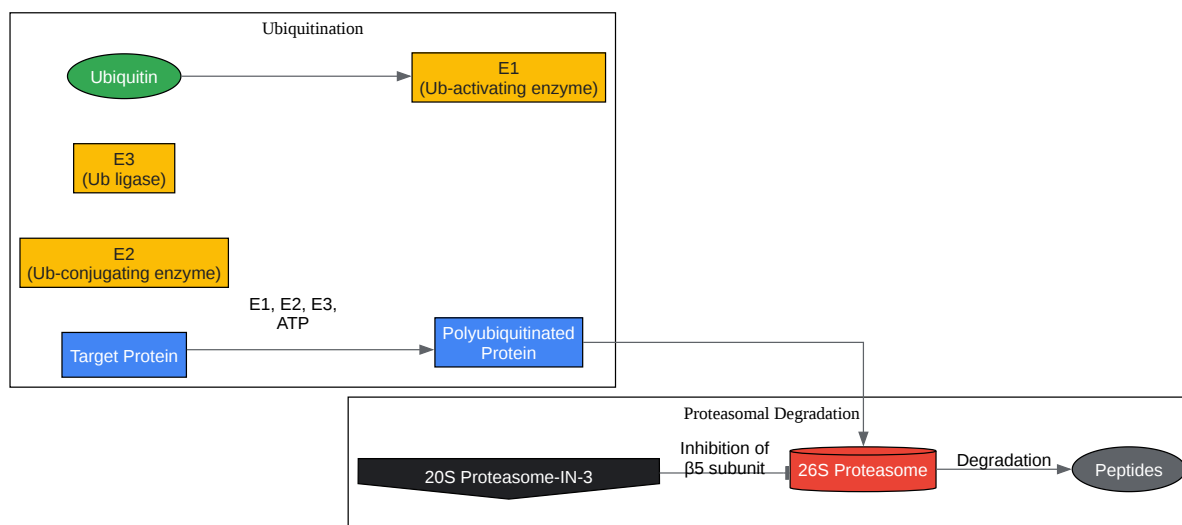 Ubiquitination
Ubiquitin
E1
(Ub-activating enzyme)
E3
(Ub ligase)
E2
(Ub-conjugating enzyme)
E1, E2, E3,
ATP
Target Protein
Polyubiquitinated
Protein
Proteasomal Degradation
20S Proteasome-IN-3
Inhibition of
β5 subunit
26S Proteasome
Degradation
Peptides